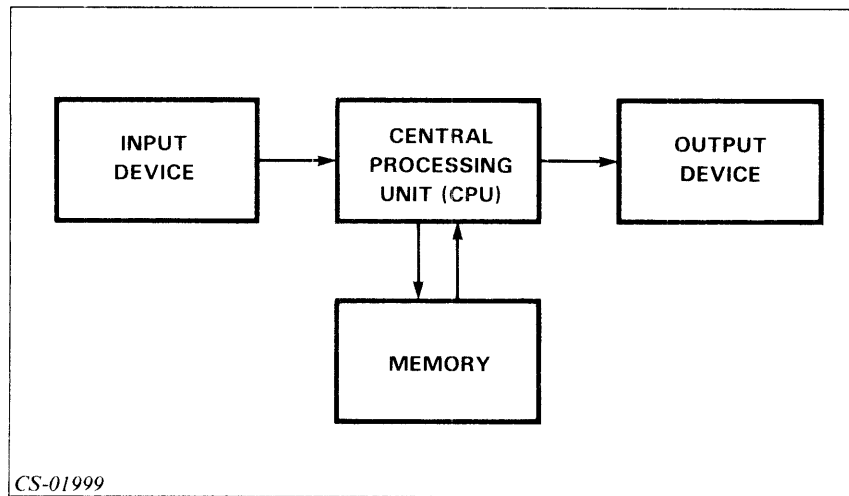 INPUT
DEVICE
CENTRAL
PROCESSING
UNIT (CPU)
OUTPUT
DEVICE
MEMORY
CS-01999